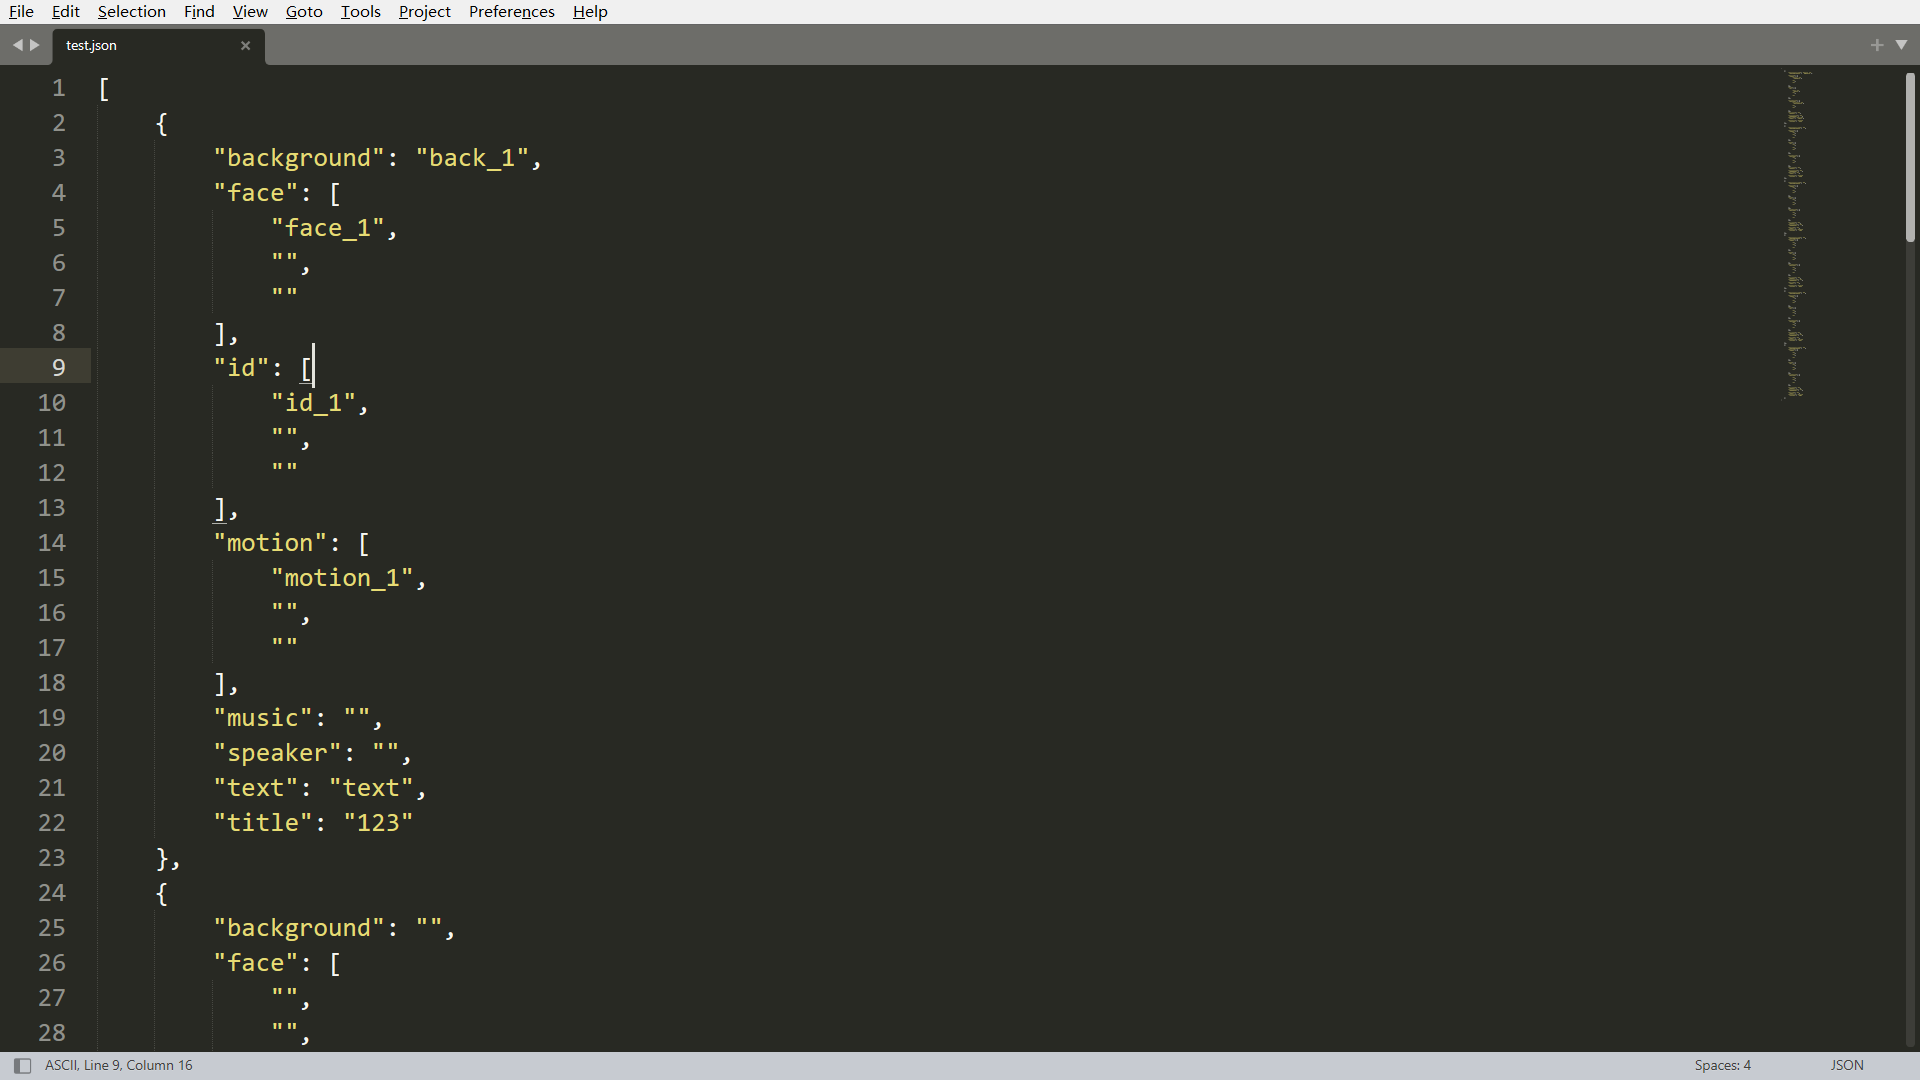 File Edit Selection Find View Goto Tools Project Preferences Help
test.json
1 [
2 {
3 "background": "back_1",
4 "face": [
5 "face_1",
6 "",
7 ""
8 ],
9 "id": [
10 "id_1",
11 "",
12 ""
13 ],
14 "motion": [
15 "motion_1",
16 "",
17 ""
18 ],
19 "music": "",
20 "speaker": "",
21 "text": "text",
22 "title": "123"
23 },
24 {
25 "background": "",
26 "face": [
27 "",
28 "",
ASCII, Line 9, Column 16 Spaces: 4 JSON